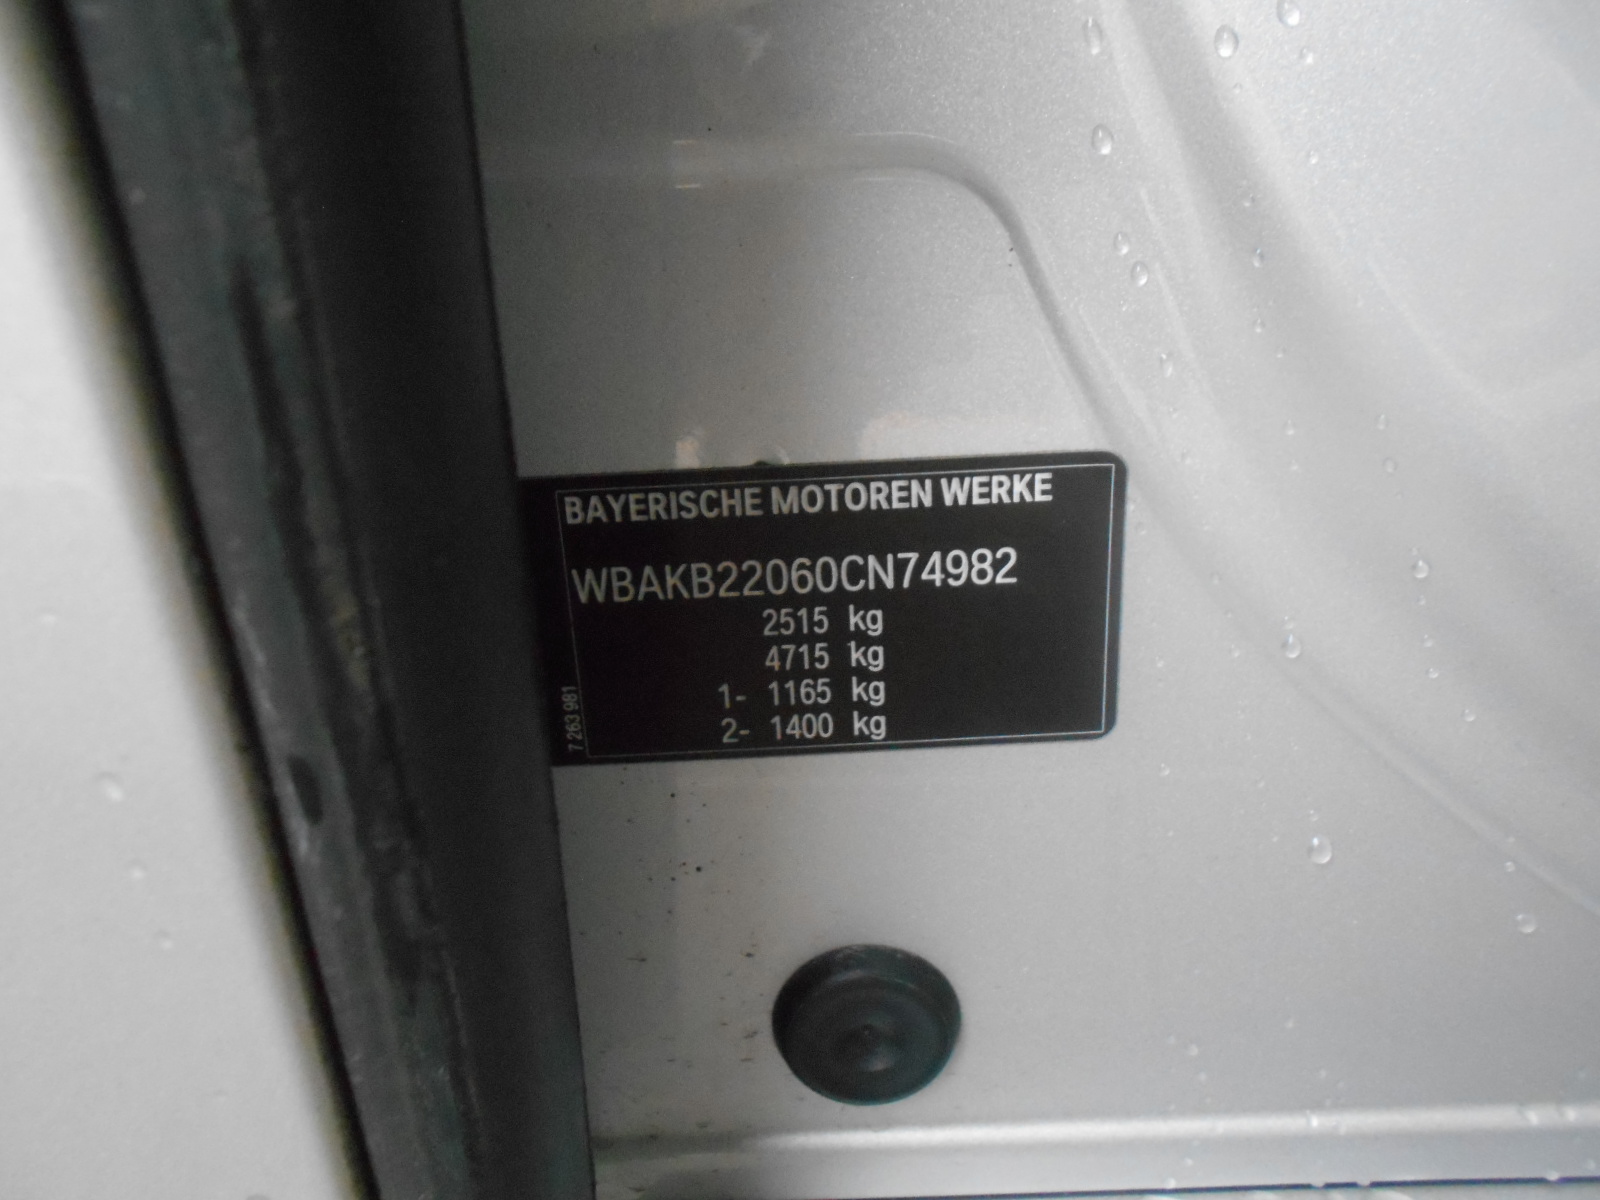 BAYERISCHE MOTOREN WERKE
WBAKB22060CN74982
2515 kg
4715 kg
1- 1165 kg
2- 1400 kg
7 263 981